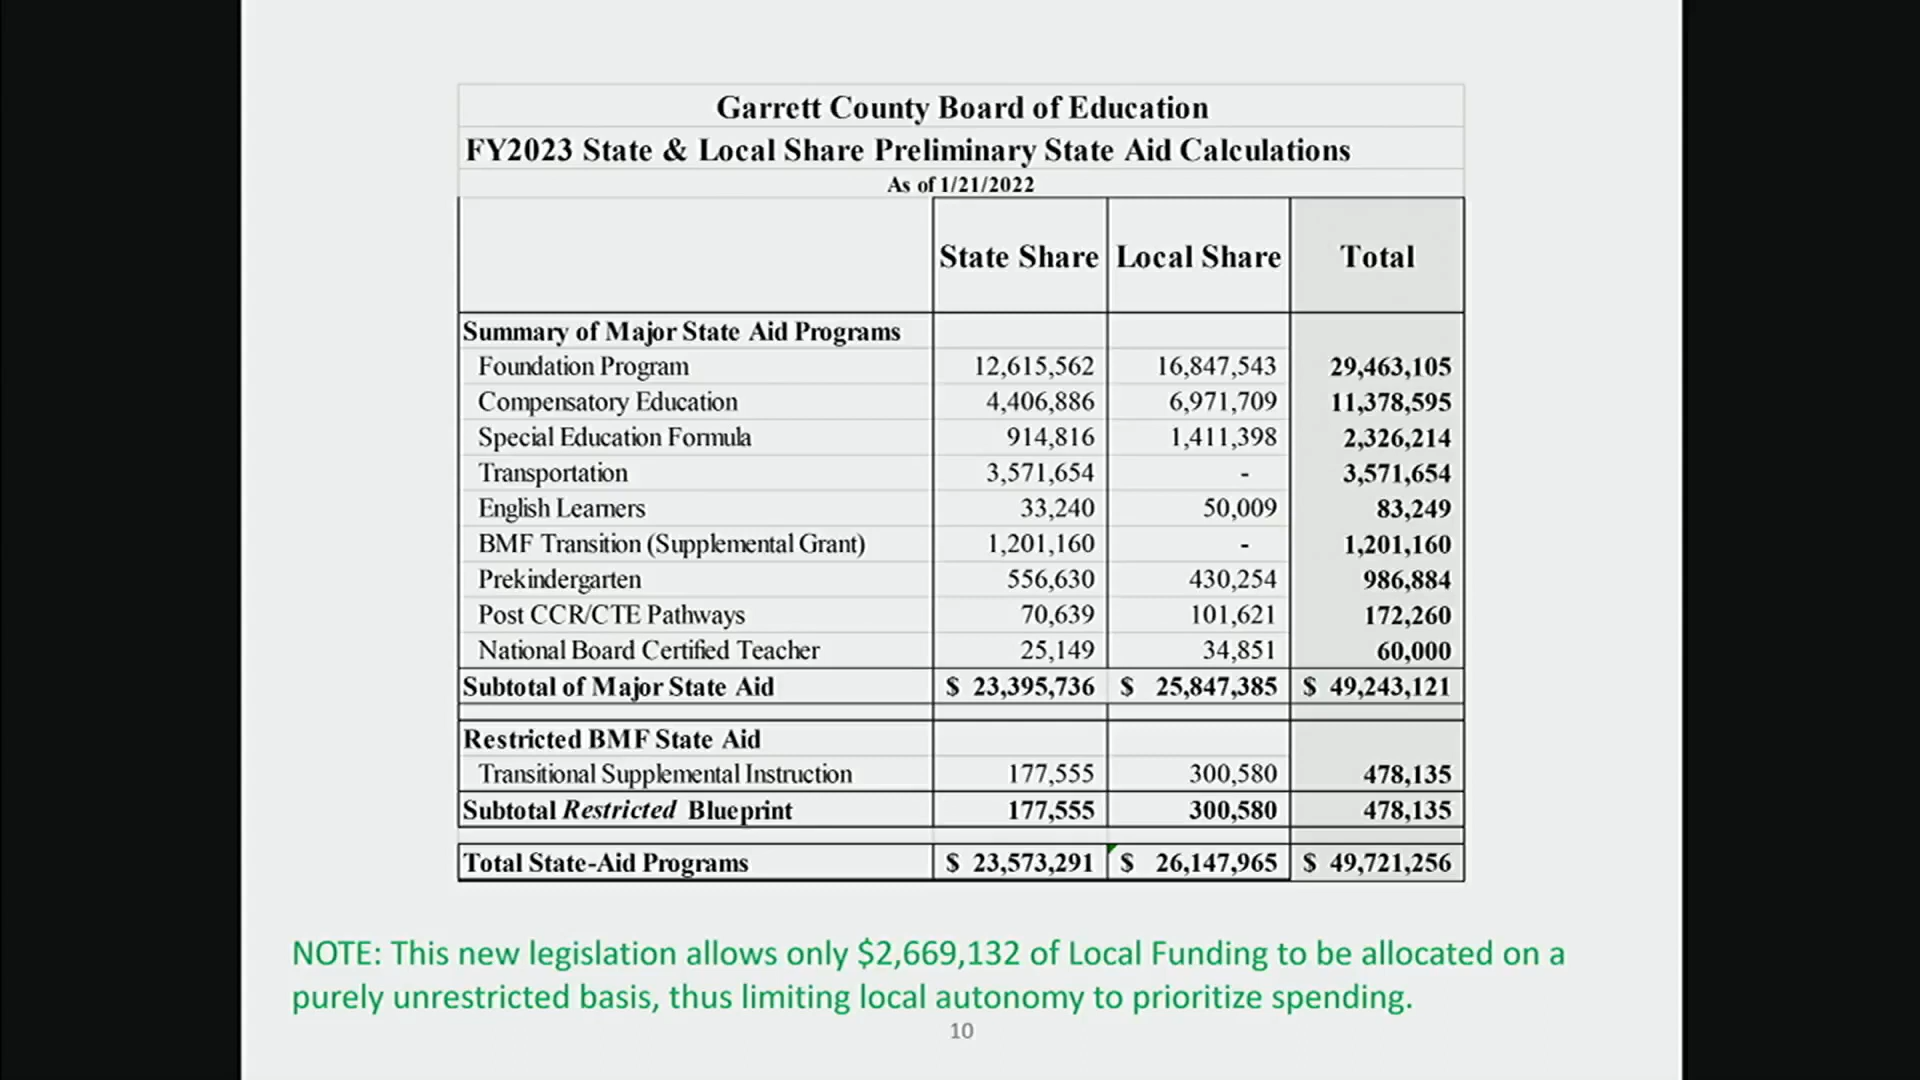 Garrett County Board of Education
FY2023 State & Local Share Preliminary State Aid Calculations
As of 1/21/2022
State Share Local Share Total
Summary of Major State Aid Programs
Foundation Program 12,615,562 16,847,543 29,463,105
Compensatory Education 4,406,886 6,971,709 11,378,595
Special Education Formula 914,816 1,411,398 2,326,214
Transportation 3,571,654 - 3,571,654
English Learners 33,240 50,009 83,249
BMF Transition (Supplemental Grant) 1,201,160 - 1,201,160
Prekindergarten 556,630 430,254 986,884
Post CCR/CTE Pathways 70,639 101,621 172,260
National Board Certified Teacher 25,149 34,851 60,000
Subtotal of Major State Aid $ 23,395,736 $ 25,847,385 $ 49,243,121
Restricted BMF State Aid
Transitional Supplemental Instruction 177,555 300,580 478,135
Subtotal Restricted Blueprint 177,555 300,580 478,135
Total State-Aid Programs $ 23,573,291 $ 26,147,965 $ 49,721,256
NOTE: This new legislation allows only $2,669,132 of Local Funding to be allocated on a
purely unrestricted basis, thus limiting local autonomy to prioritize spending.
10